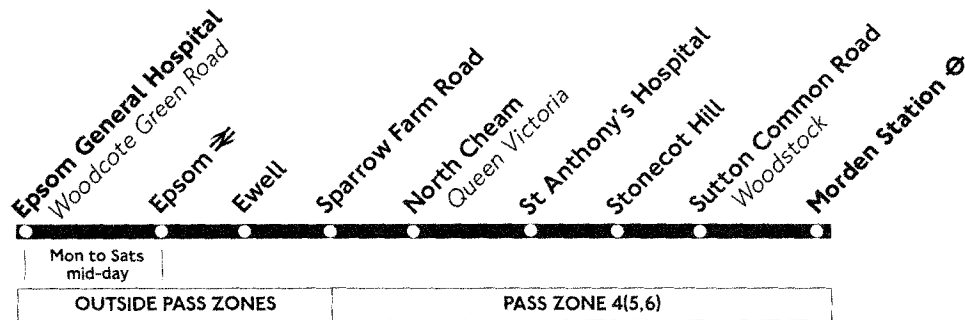 Epsom General Hospital
Woodcote Green Road
Epsom
Ewell
Sparrow Farm Road
North Cheam
Queen Victoria
St Anthony's Hospital
Stonecot Hill
Sutton Common Road
Woodstock
Morden Station
Mon to Sats
mid-day
OUTSIDE PASS ZONES
PASS ZONE 4(5,6)